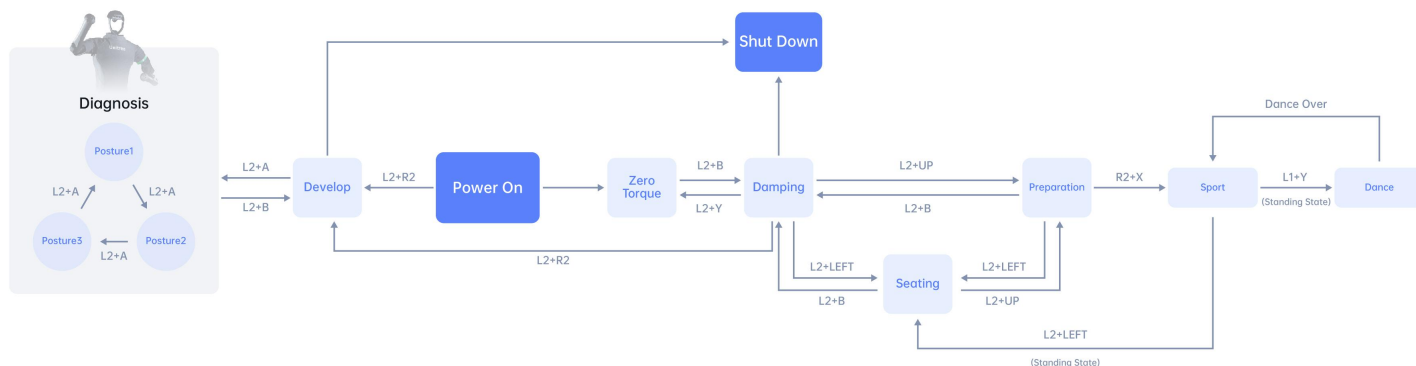 Shut Down
Diagnosis
Posture1
L2+A
L2+A
Posture3
Posture2
L2+A
L2+A
L2+B
Develop
L2+R2
Power On
Zero
Torque
L2+B
L2+Y
Damping
L2+UP
L2+B
Preparation
R2+X
Sport
Dance Over
L1+Y
(Standing State)
Dance
L2+R2
L2+LEFT
L2+B
Seating
L2+LEFT
L2+UP
L2+LEFT
(Standing State)